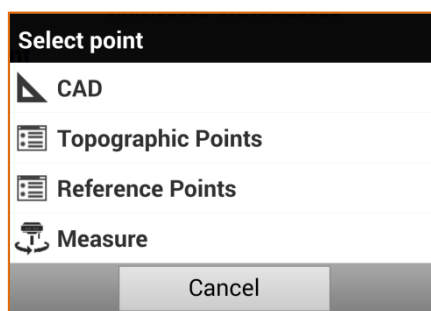 Select point
CAD
Topographic Points
Reference Points
Measure
Cancel